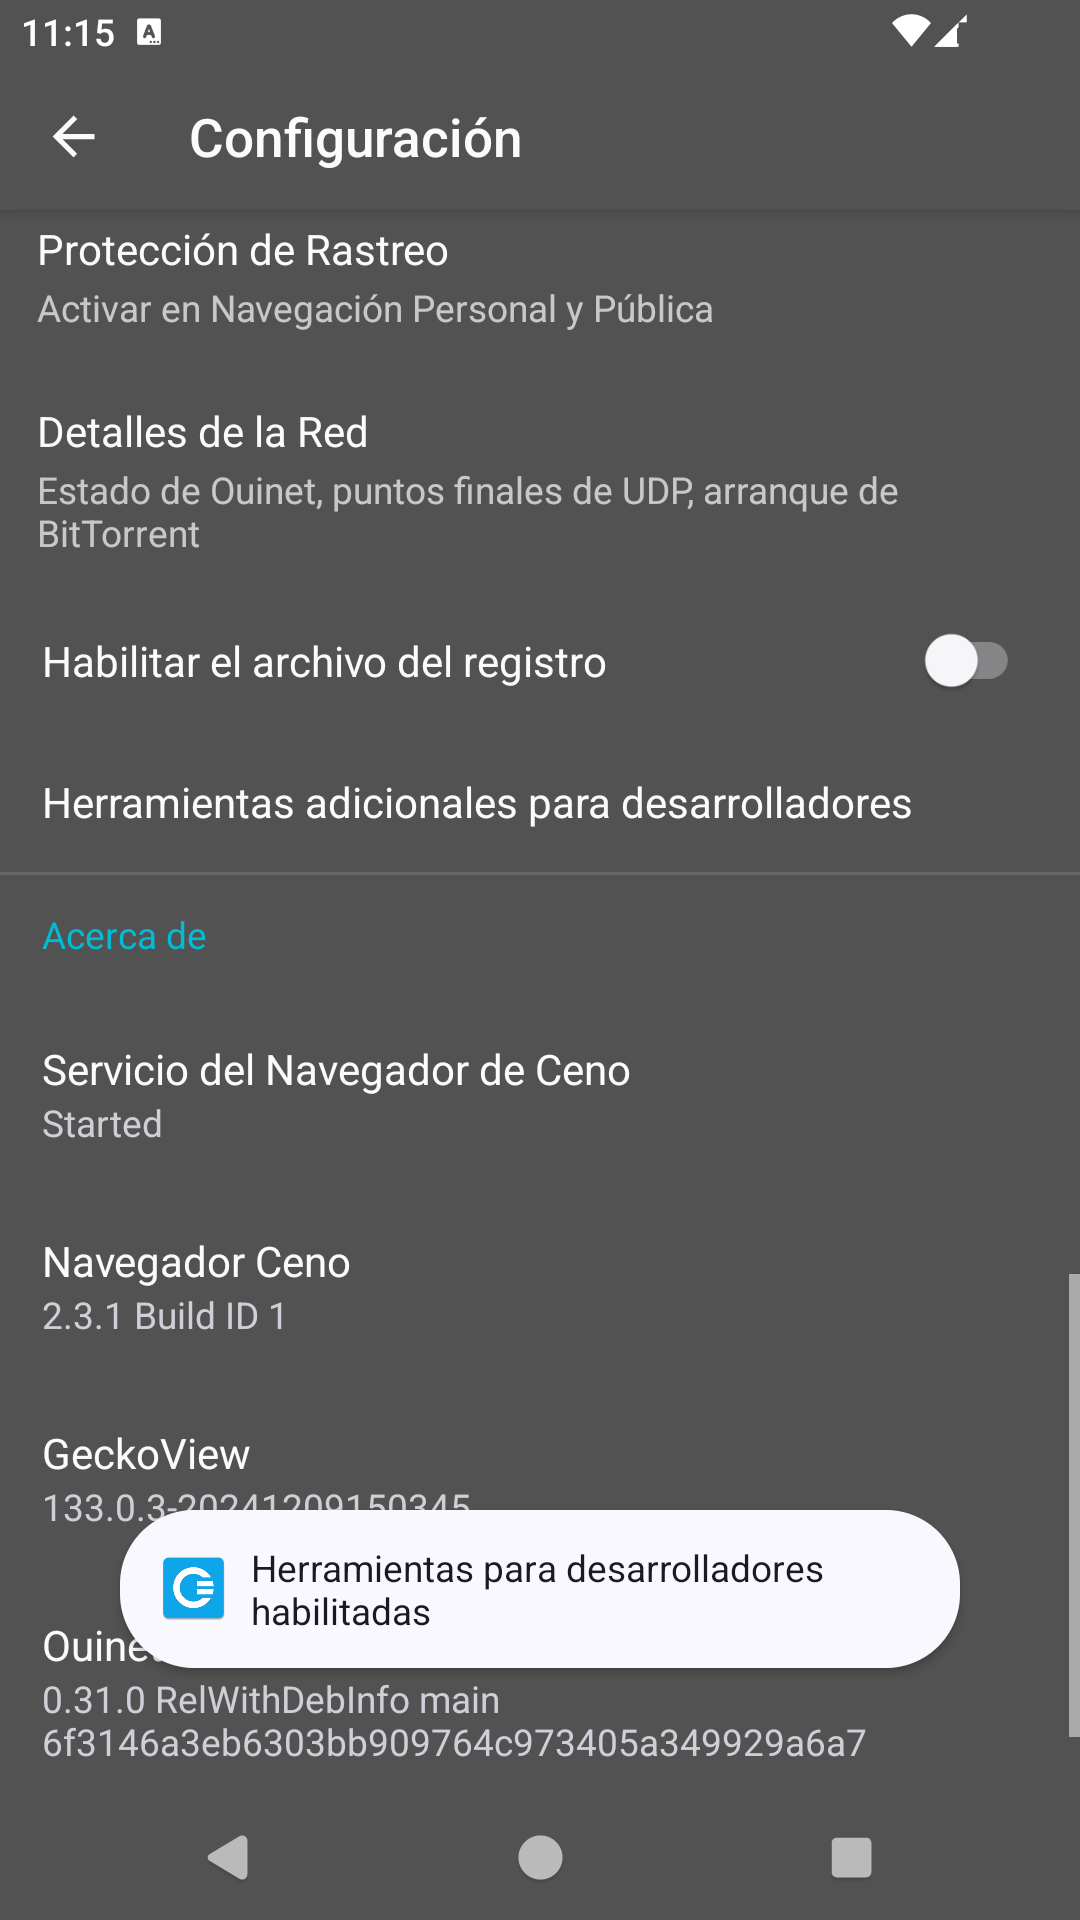 11:15
Configuración
Protección de Rastreo
Activar en Navegación Personal y Pública
Detalles de la Red
Estado de Ouinet, puntos finales de UDP, arranque de
BitTorrent
Habilitar el archivo del registro
Herramientas adicionales para desarrolladores
Acerca de
Servicio del Navegador de Ceno
Started
Navegador Ceno
2.3.1 Build ID 1
GeckoView
133.0.3-20241209150345
Herramientas para desarrolladores
habilitadas
Ouinet
0.31.0 RelWithDebInfo main
6f3146a3eb6303bb909764c973405a349929a6a7